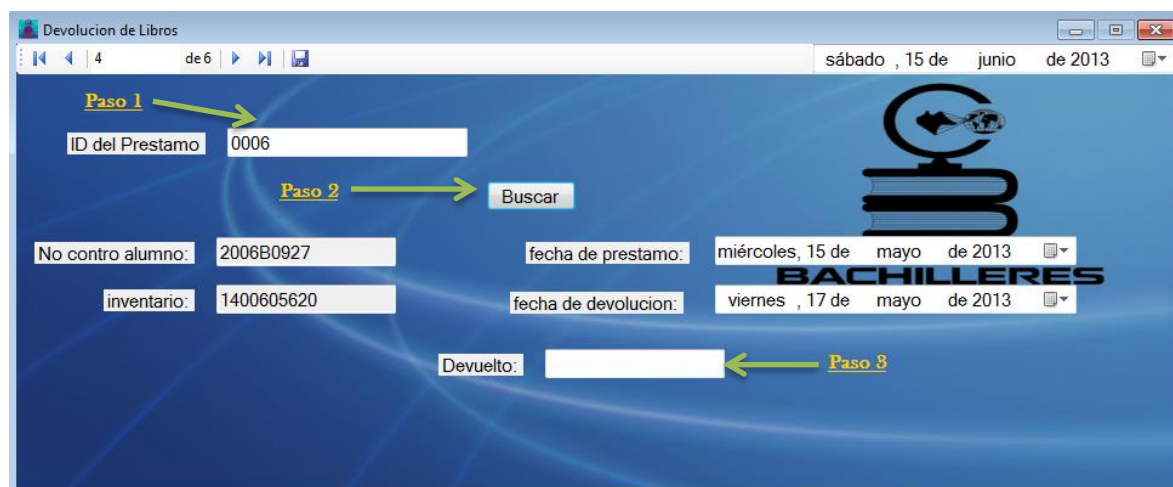 Devolucion de Libros
4 de 6 sábado , 15 de junio de 2013
Paso 1
ID del Prestamo 0006
Paso 2 Buscar
No contro alumno: 2006B0927 fecha de prestamo: miércoles, 15 de mayo de 2013
BACHILLERES
inventario: 1400605620 fecha de devolucion: viernes , 17 de mayo de 2013
Devuelto: Paso 3